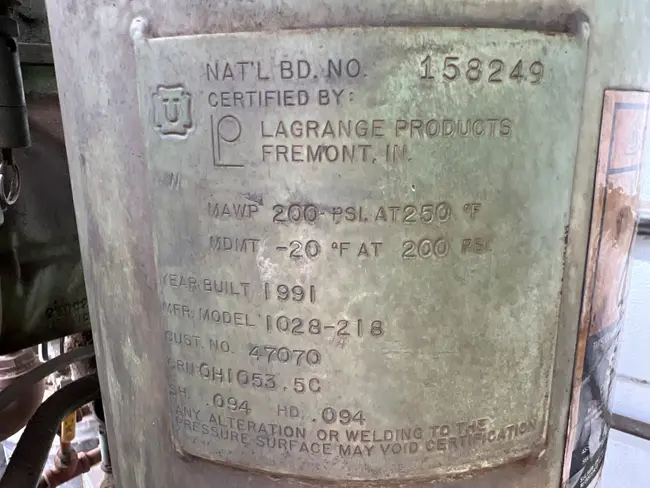 NAT'L BD. NO. 158249
U
CERTIFIED BY:
LP LAGRANGE PRODUCTS
FREMONT, IN.
W
MAWP 200 PSI. AT 250 °F
MDMT -20 °F AT 200 PSI.
YEAR BUILT 1991
MFR. MODEL 1028-218
CUST. NO. 47070
CRN OH1053.5C
SH. .094 HD. .094
ANY ALTERATION OR WELDING TO THE
PRESSURE SURFACE MAY VOID CERTIFICATION